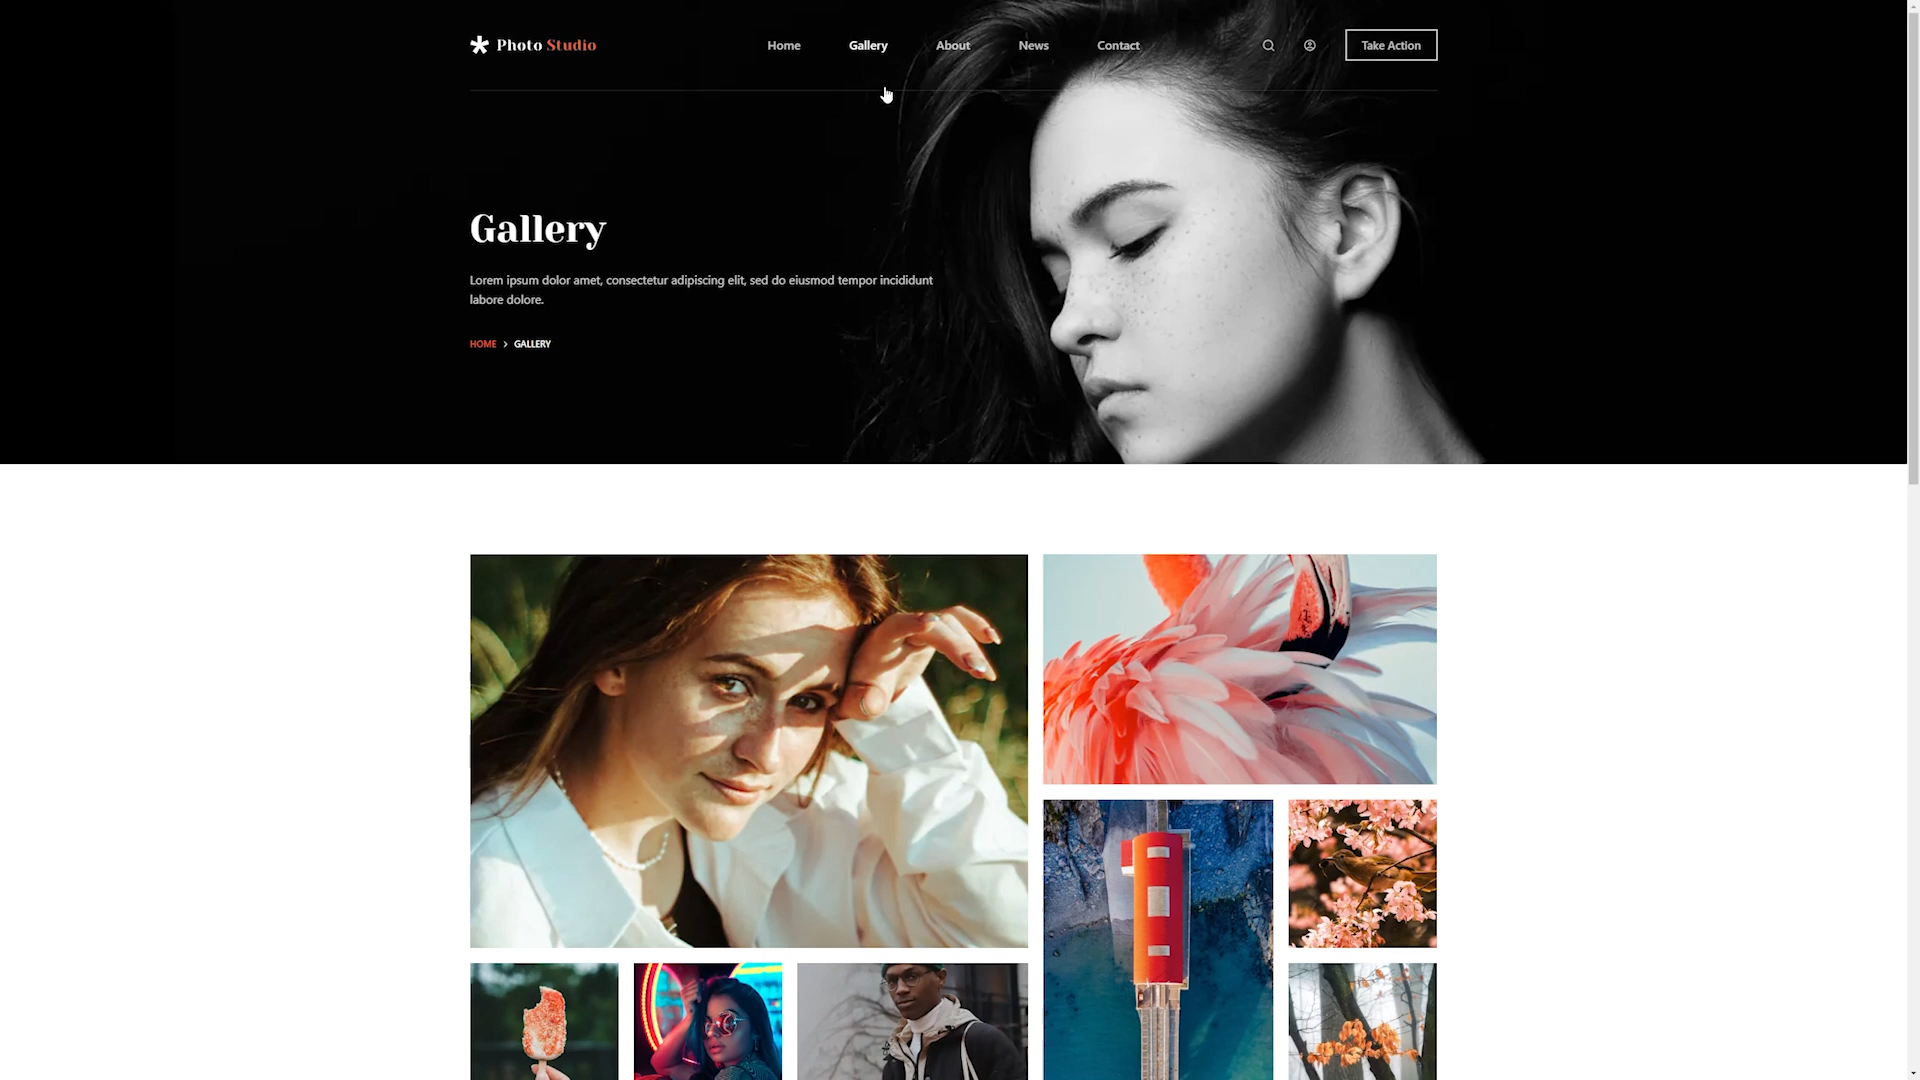 Photo Studio
Home
Gallery
About
News
Contact
Take Action
Gallery
Lorem ipsum dolor amet, consectetur adipiscing elit, sed do eiusmod tempor incididunt
labore dolore.
HOME > GALLERY